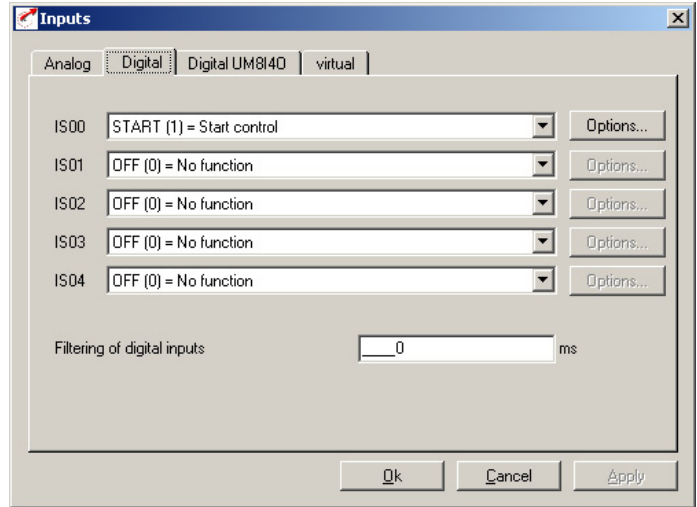 Inputs
Analog Digital Digital UM8I4O virtual
IS00 START (1) = Start control Options...
IS01 OFF (0) = No function Options...
IS02 OFF (0) = No function Options...
IS03 OFF (0) = No function Options...
IS04 OFF (0) = No function Options...
Filtering of digital inputs ____0 ms
Ok Cancel Apply